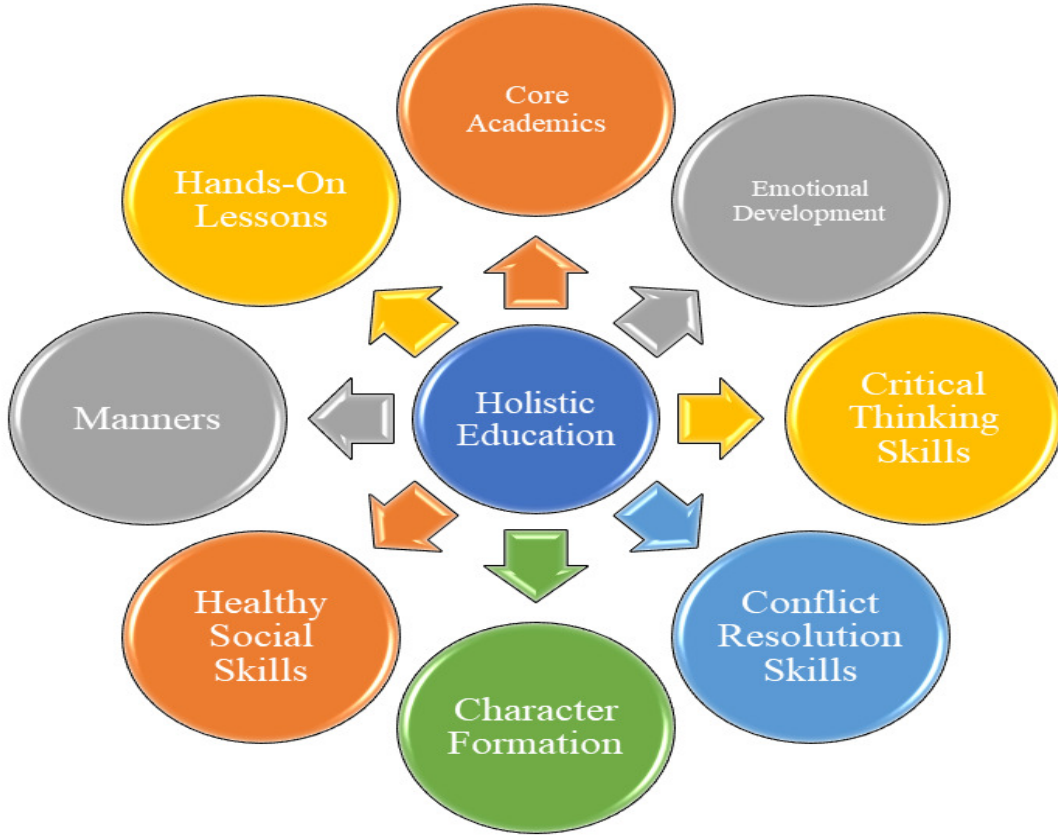 Core
Academics
Emotional
Development
Critical
Thinking
Skills
Conflict
Resolution
Skills
Character
Formation
Healthy
Social
Skills
Manners
Hands-On
Lessons
Holistic
Education